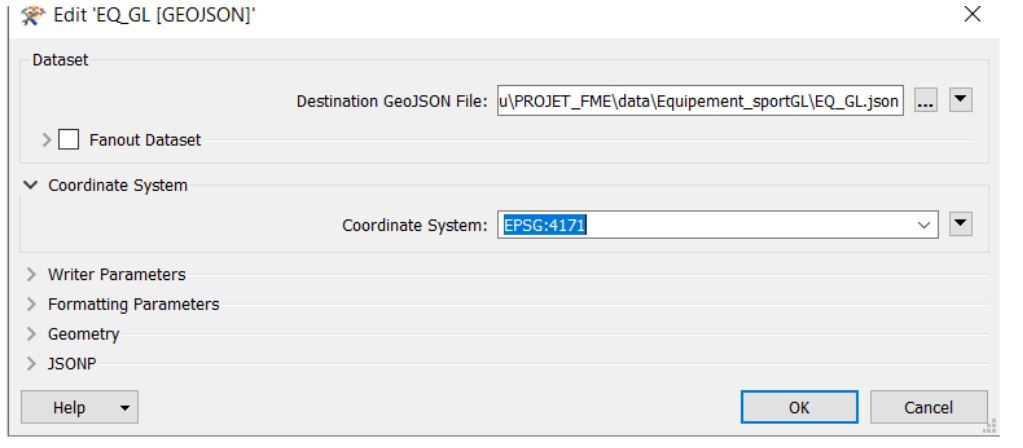 Edit 'EQ_GL [GEOJSON]'
Dataset
Destination GeoJSON File: u\PROJET_FME\data\Equipement_sportGL\EQ_GL.json ...
Fanout Dataset
Coordinate System
Coordinate System: EPSG:4171
Writer Parameters
Formatting Parameters
Geometry
JSONP
Help OK Cancel